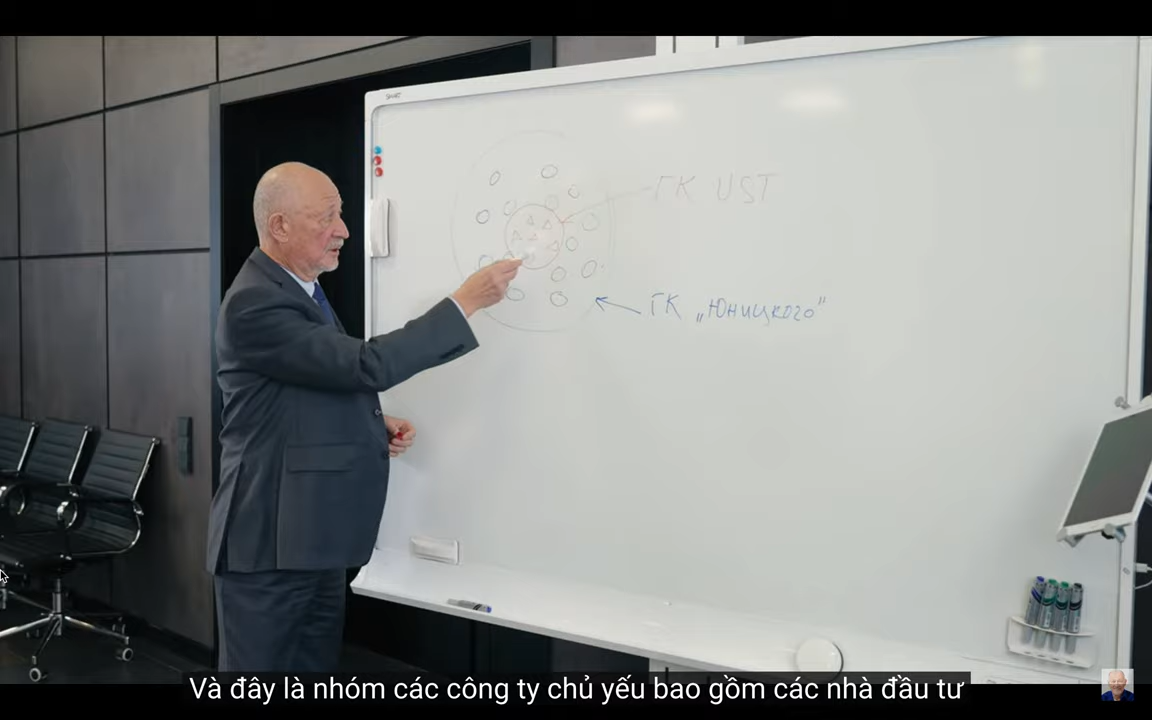 SMART
ГК UST
ГК „Юницкого"
Và đây là nhóm các công ty chủ yếu bao gồm các nhà đầu tư